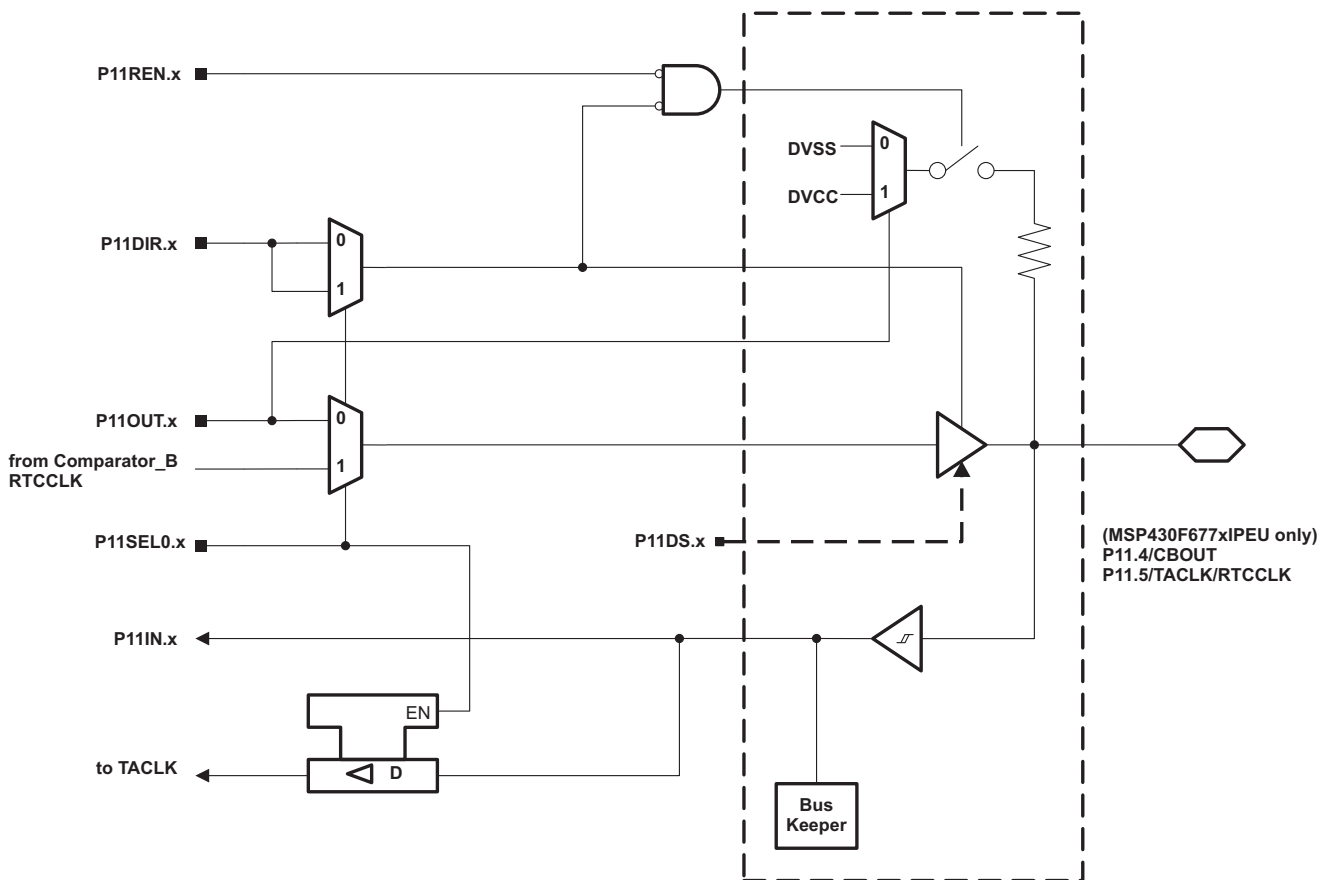 P11REN.x
DVSS
0
DVCC
1
P11DIR.x
0
1
P11OUT.x
0
from Comparator_B
RTCCLK
1
P11SEL0.x
P11DS.x
(MSP430F677xIPEU only)
P11.4/CBOUT
P11.5/TACLK/RTCCLK
P11IN.x
EN
to TACLK
D
Bus
Keeper